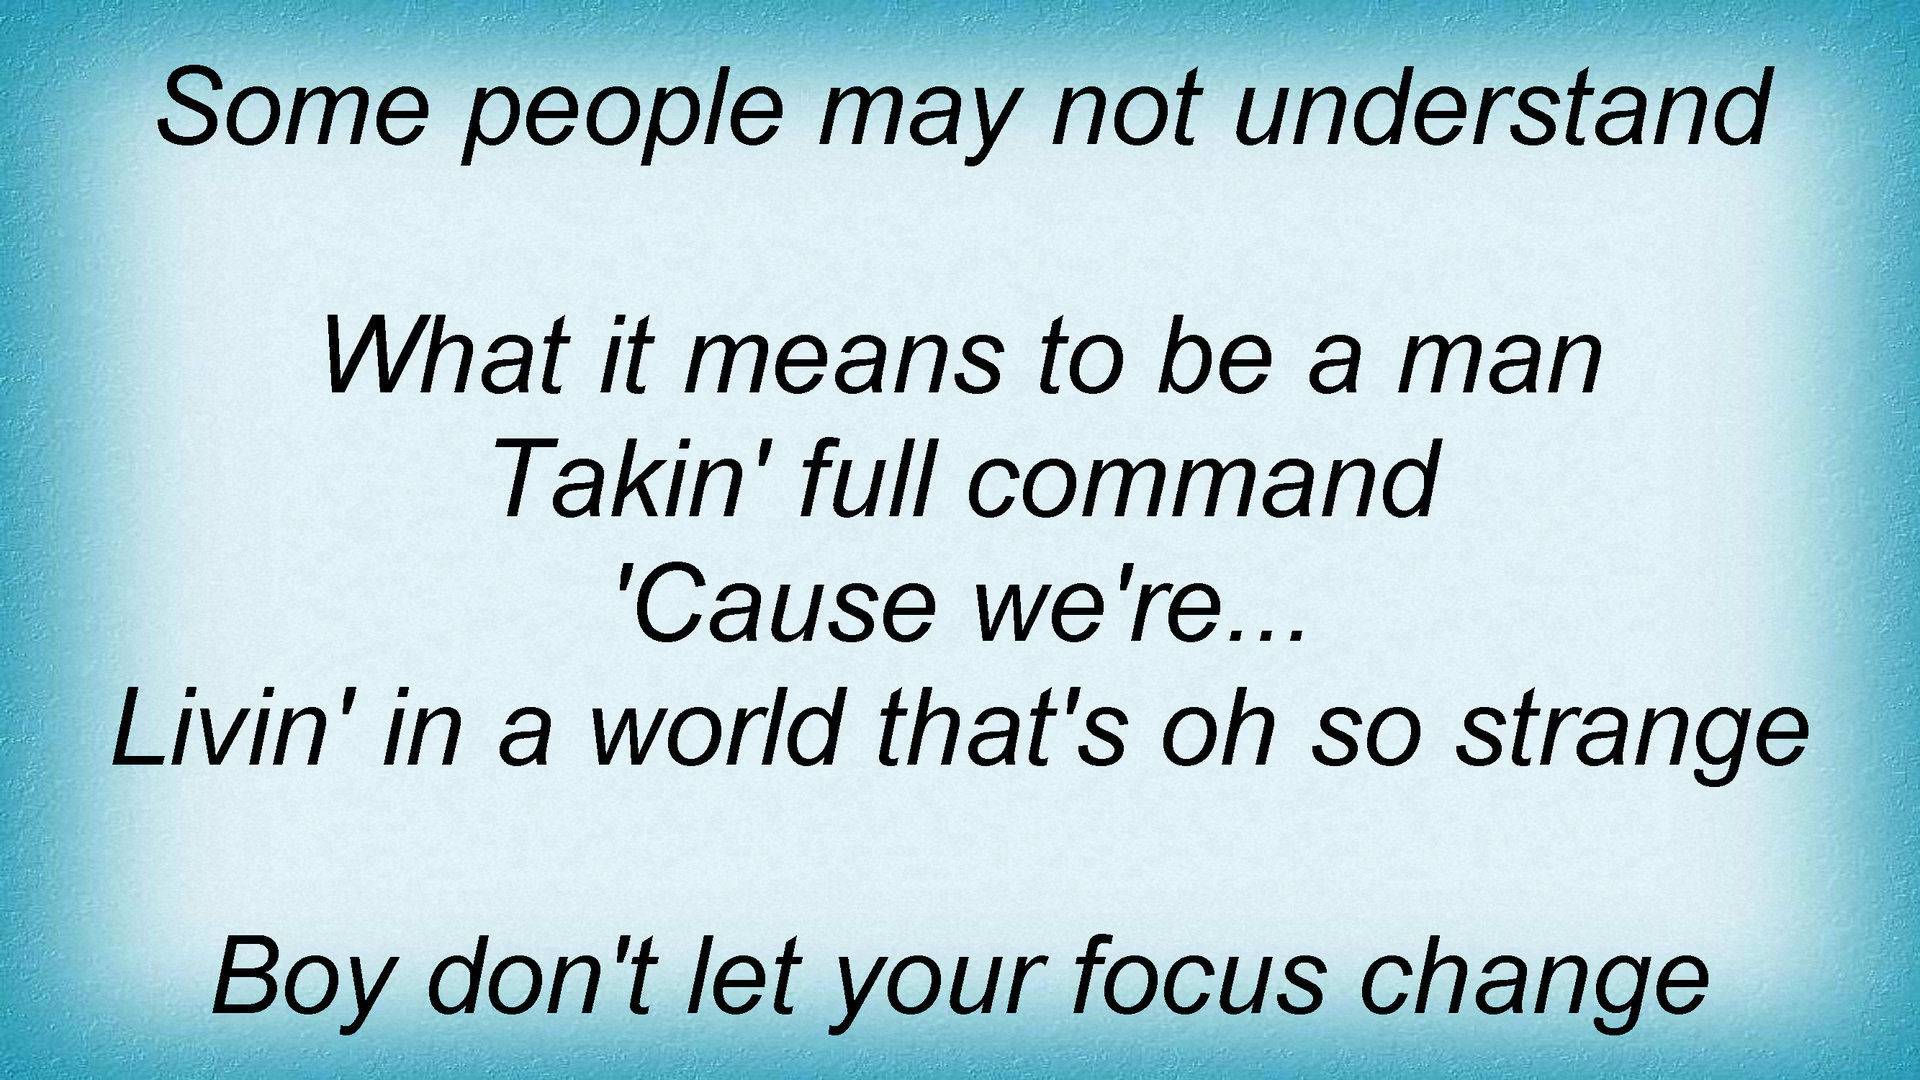 Some people may not understand
What it means to be a man
Takin' full command
'Cause we're...
Livin' in a world that's oh so strange
Boy don't let your focus change